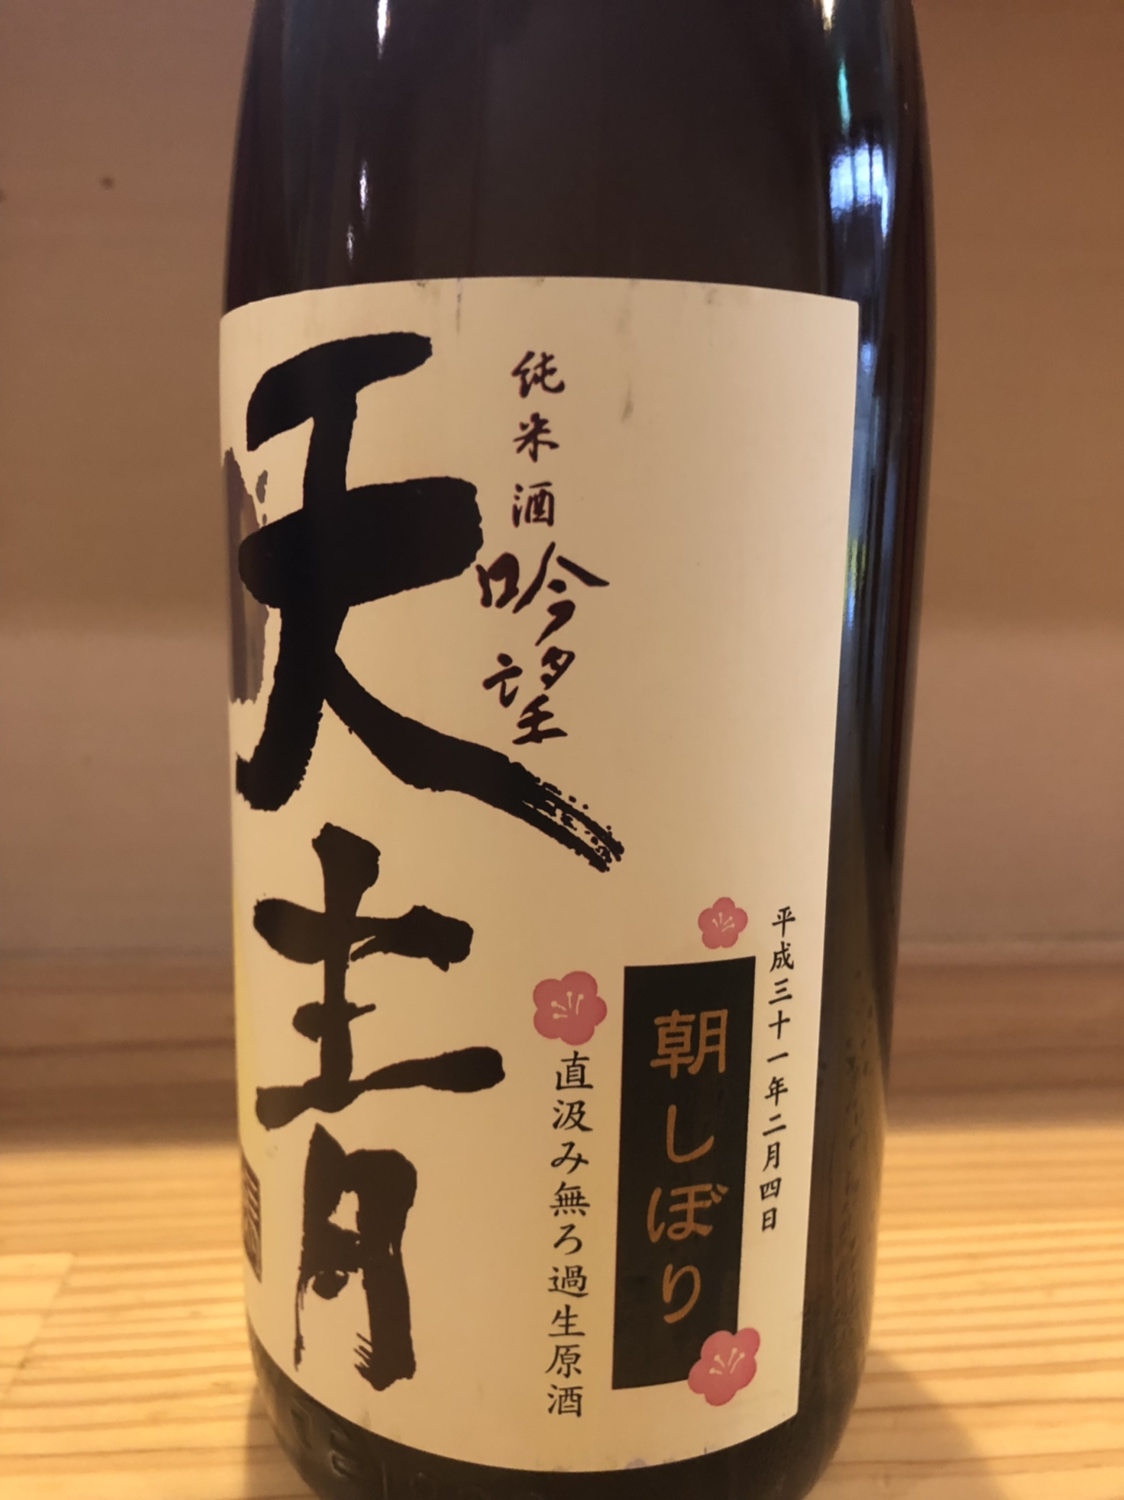 平成三十一年二月四日
朝しぼり
直汲み無ろ過生原酒
純米酒
吟望
天青